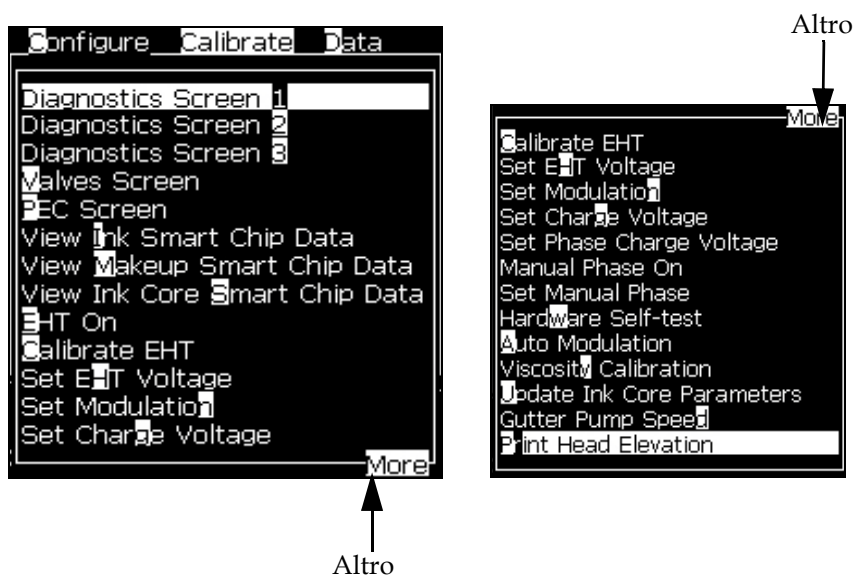 Configure Calibrate Data
Diagnostics Screen 1
Diagnostics Screen 2
Diagnostics Screen 3
Valves Screen
PEC Screen
View Ink Smart Chip Data
View Makeup Smart Chip Data
View Ink Core Smart Chip Data
EHT On
Calibrate EHT
Set EHT Voltage
Set Modulation
Set Charge Voltage
More
Altro
Altro
More
Calibrate EHT
Set EHT Voltage
Set Modulation
Set Charge Voltage
Set Phase Charge Voltage
Manual Phase On
Set Manual Phase
Hardware Self-test
Auto Modulation
Viscosity Calibration
Update Ink Core Parameters
Gutter Pump Speed
Print Head Elevation